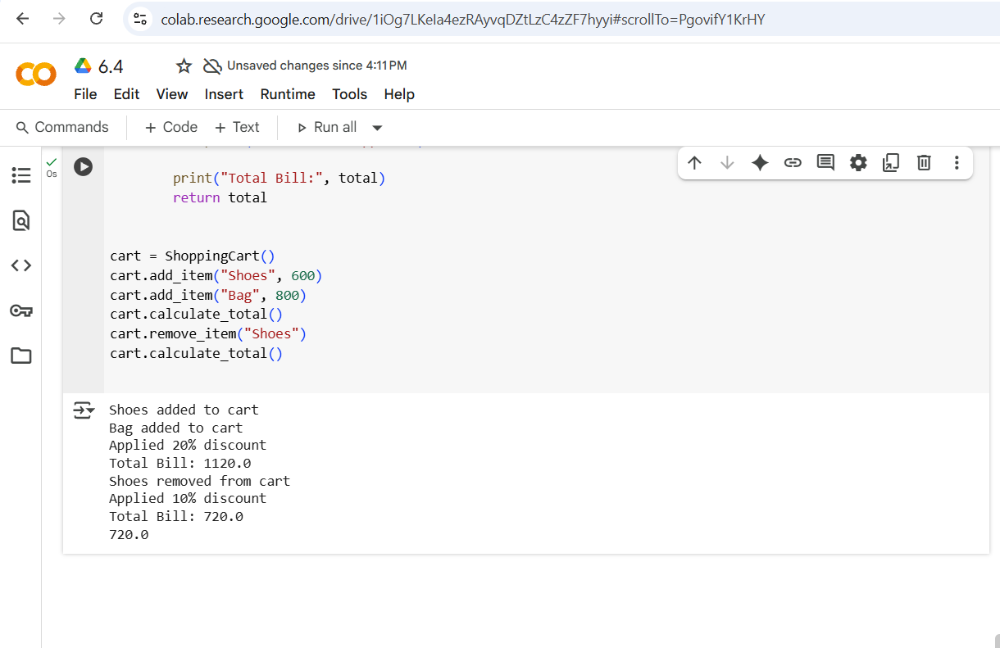 colab.research.google.com/drive/1iOg7LKeIa4ezRAyvqDZtLzC4zZF7hyyi#scrollTo=PgovifY1KrHY
CO 6.4 Unsaved changes since 4:11 PM
File Edit View Insert Runtime Tools Help
Commands + Code + Text Run all
0s
print("Total Bill:", total)
return total
cart = ShoppingCart()
cart.add_item("Shoes", 600)
cart.add_item("Bag", 800)
cart.calculate_total()
cart.remove_item("Shoes")
cart.calculate_total()
Shoes added to cart
Bag added to cart
Applied 20% discount
Total Bill: 1120.0
Shoes removed from cart
Applied 10% discount
Total Bill: 720.0
720.0